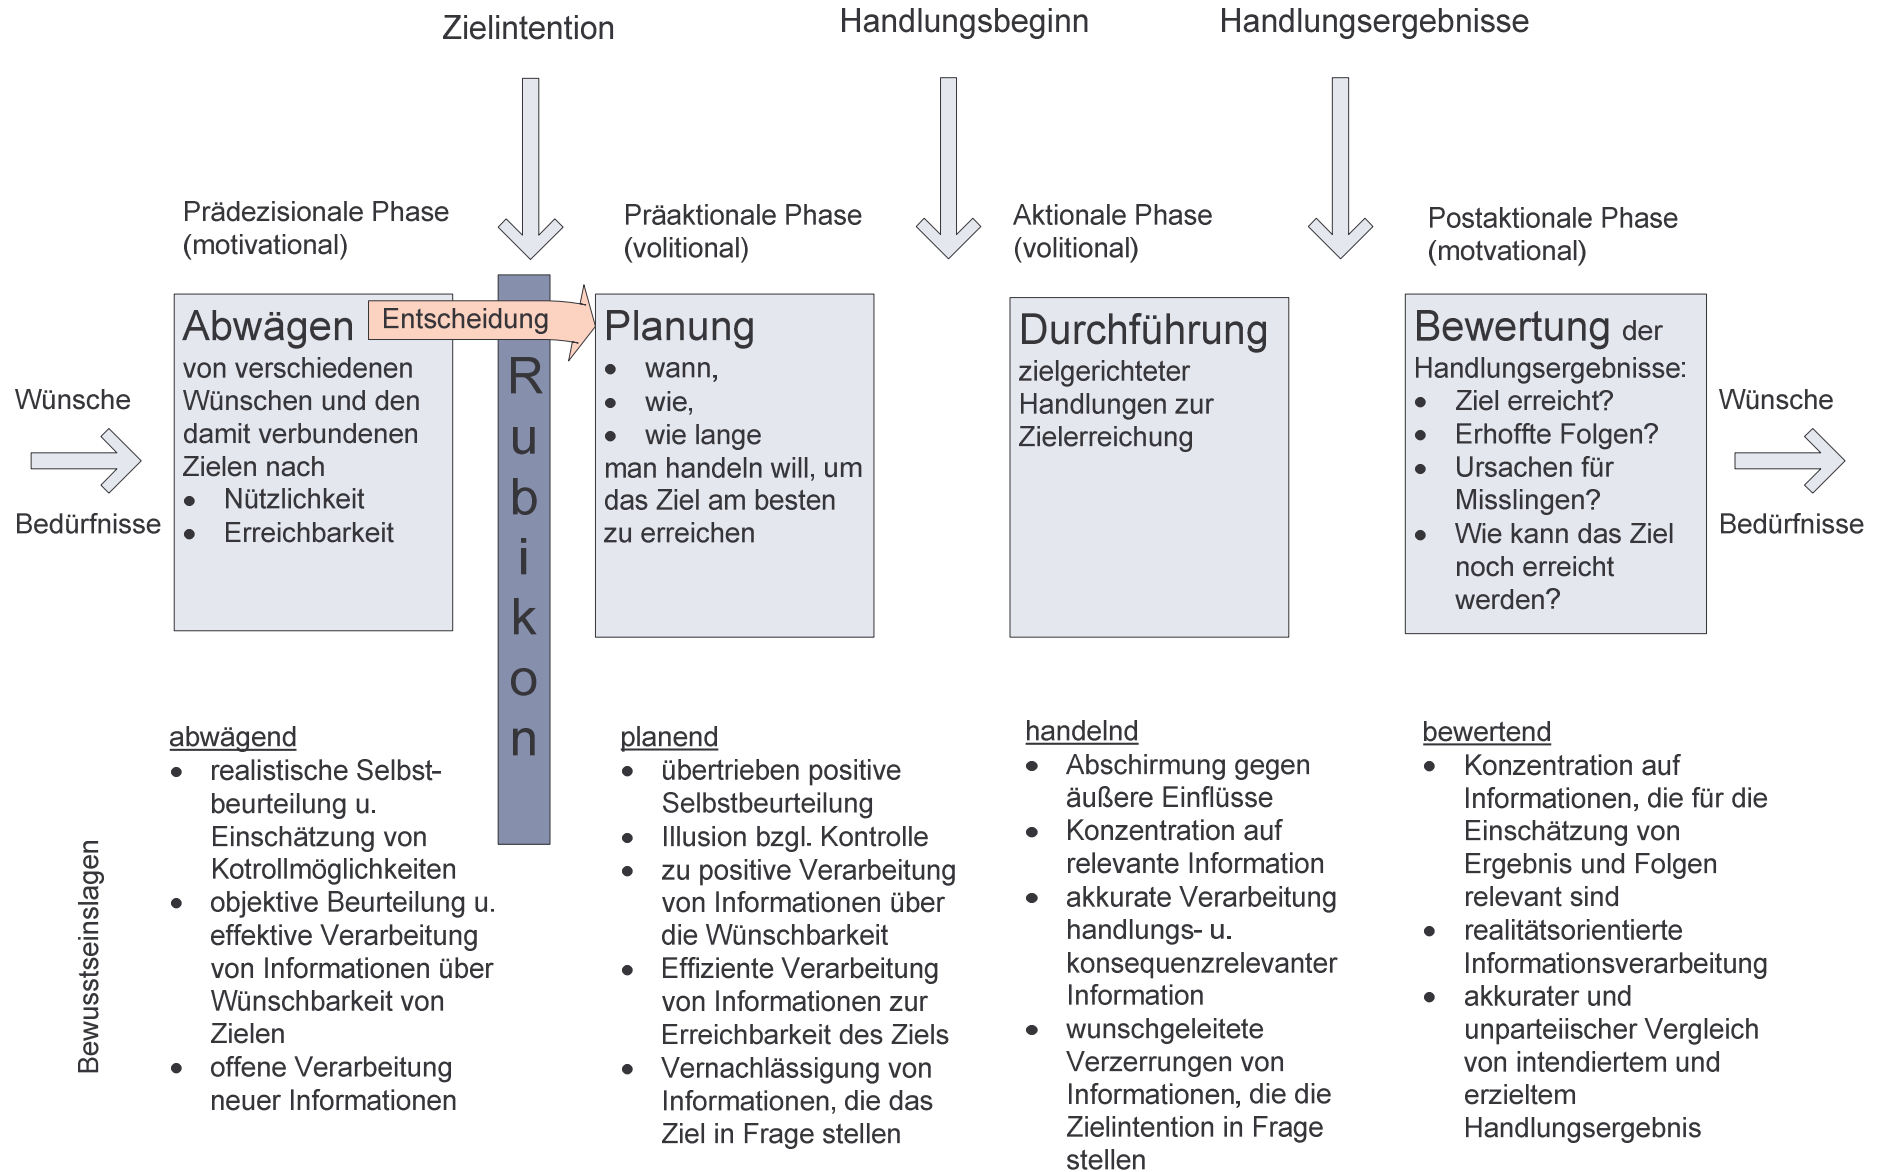 Zielintention
Handlungsbeginn
Handlungsergebnisse
Prädezisionale Phase
(motivational)
Präaktionale Phase
(volitional)
Aktionale Phase
(volitional)
Postaktionale Phase
(motvational)
Wünsche
Bedürfnisse
Abwägen
von verschiedenen
Wünschen und den
damit verbundenen
Zielen nach
• Nützlichkeit
• Erreichbarkeit
Entscheidung
Rubikon
Planung
• wann,
• wie,
• wie lange
man handeln will, um
das Ziel am besten
zu erreichen
Durchführung
zielgerichteter
Handlungen zur
Zielerreichung
Bewertung der
Handlungsergebnisse:
• Ziel erreicht?
• Erhoffte Folgen?
• Ursachen für
Misslingen?
• Wie kann das Ziel
noch erreicht
werden?
Wünsche
Bedürfnisse
Bewusstseinslagen
abwägend
• realistische Selbst-
beurteilung u.
Einschätzung von
Kotrollmöglichkeiten
• objektive Beurteilung u.
effektive Verarbeitung
von Informationen über
Wünschbarkeit von
Zielen
• offene Verarbeitung
neuer Informationen
planend
• übertrieben positive
Selbstbeurteilung
• Illusion bzgl. Kontrolle
• zu positive Verarbeitung
von Informationen über
die Wünschbarkeit
• Effiziente Verarbeitung
von Informationen zur
Erreichbarkeit des Ziels
• Vernachlässigung von
Informationen, die das
Ziel in Frage stellen
handelnd
• Abschirmung gegen
äußere Einflüsse
• Konzentration auf
relevante Information
• akkurate Verarbeitung
handlungs- u.
konsequenzrelevanter
Information
• wunschgeleitete
Verzerrungen von
Informationen, die die
Zielintention in Frage
stellen
bewertend
• Konzentration auf
Informationen, die für die
Einschätzung von
Ergebnis und Folgen
relevant sind
• realitätsorientierte
Informationsverarbeitung
• akkurater und
unparteiischer Vergleich
von intendiertem und
erzieltem
Handlungsergebnis